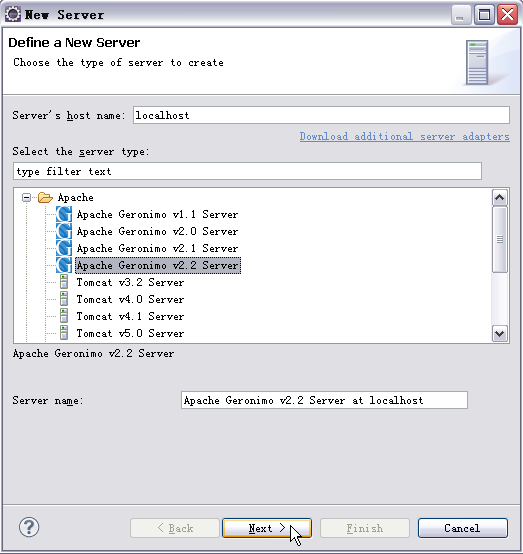 New Server
Define a New Server
Choose the type of server to create
Server's host name: localhost
Download additional server adapters
Select the server type:
type filter text
Apache
Apache Geronimo v1.1 Server
Apache Geronimo v2.0 Server
Apache Geronimo v2.1 Server
Apache Geronimo v2.2 Server
Tomcat v3.2 Server
Tomcat v4.0 Server
Tomcat v4.1 Server
Tomcat v5.0 Server
Apache Geronimo v2.2 Server
Server name: Apache Geronimo v2.2 Server at localhost
? < Back Next > Finish Cancel